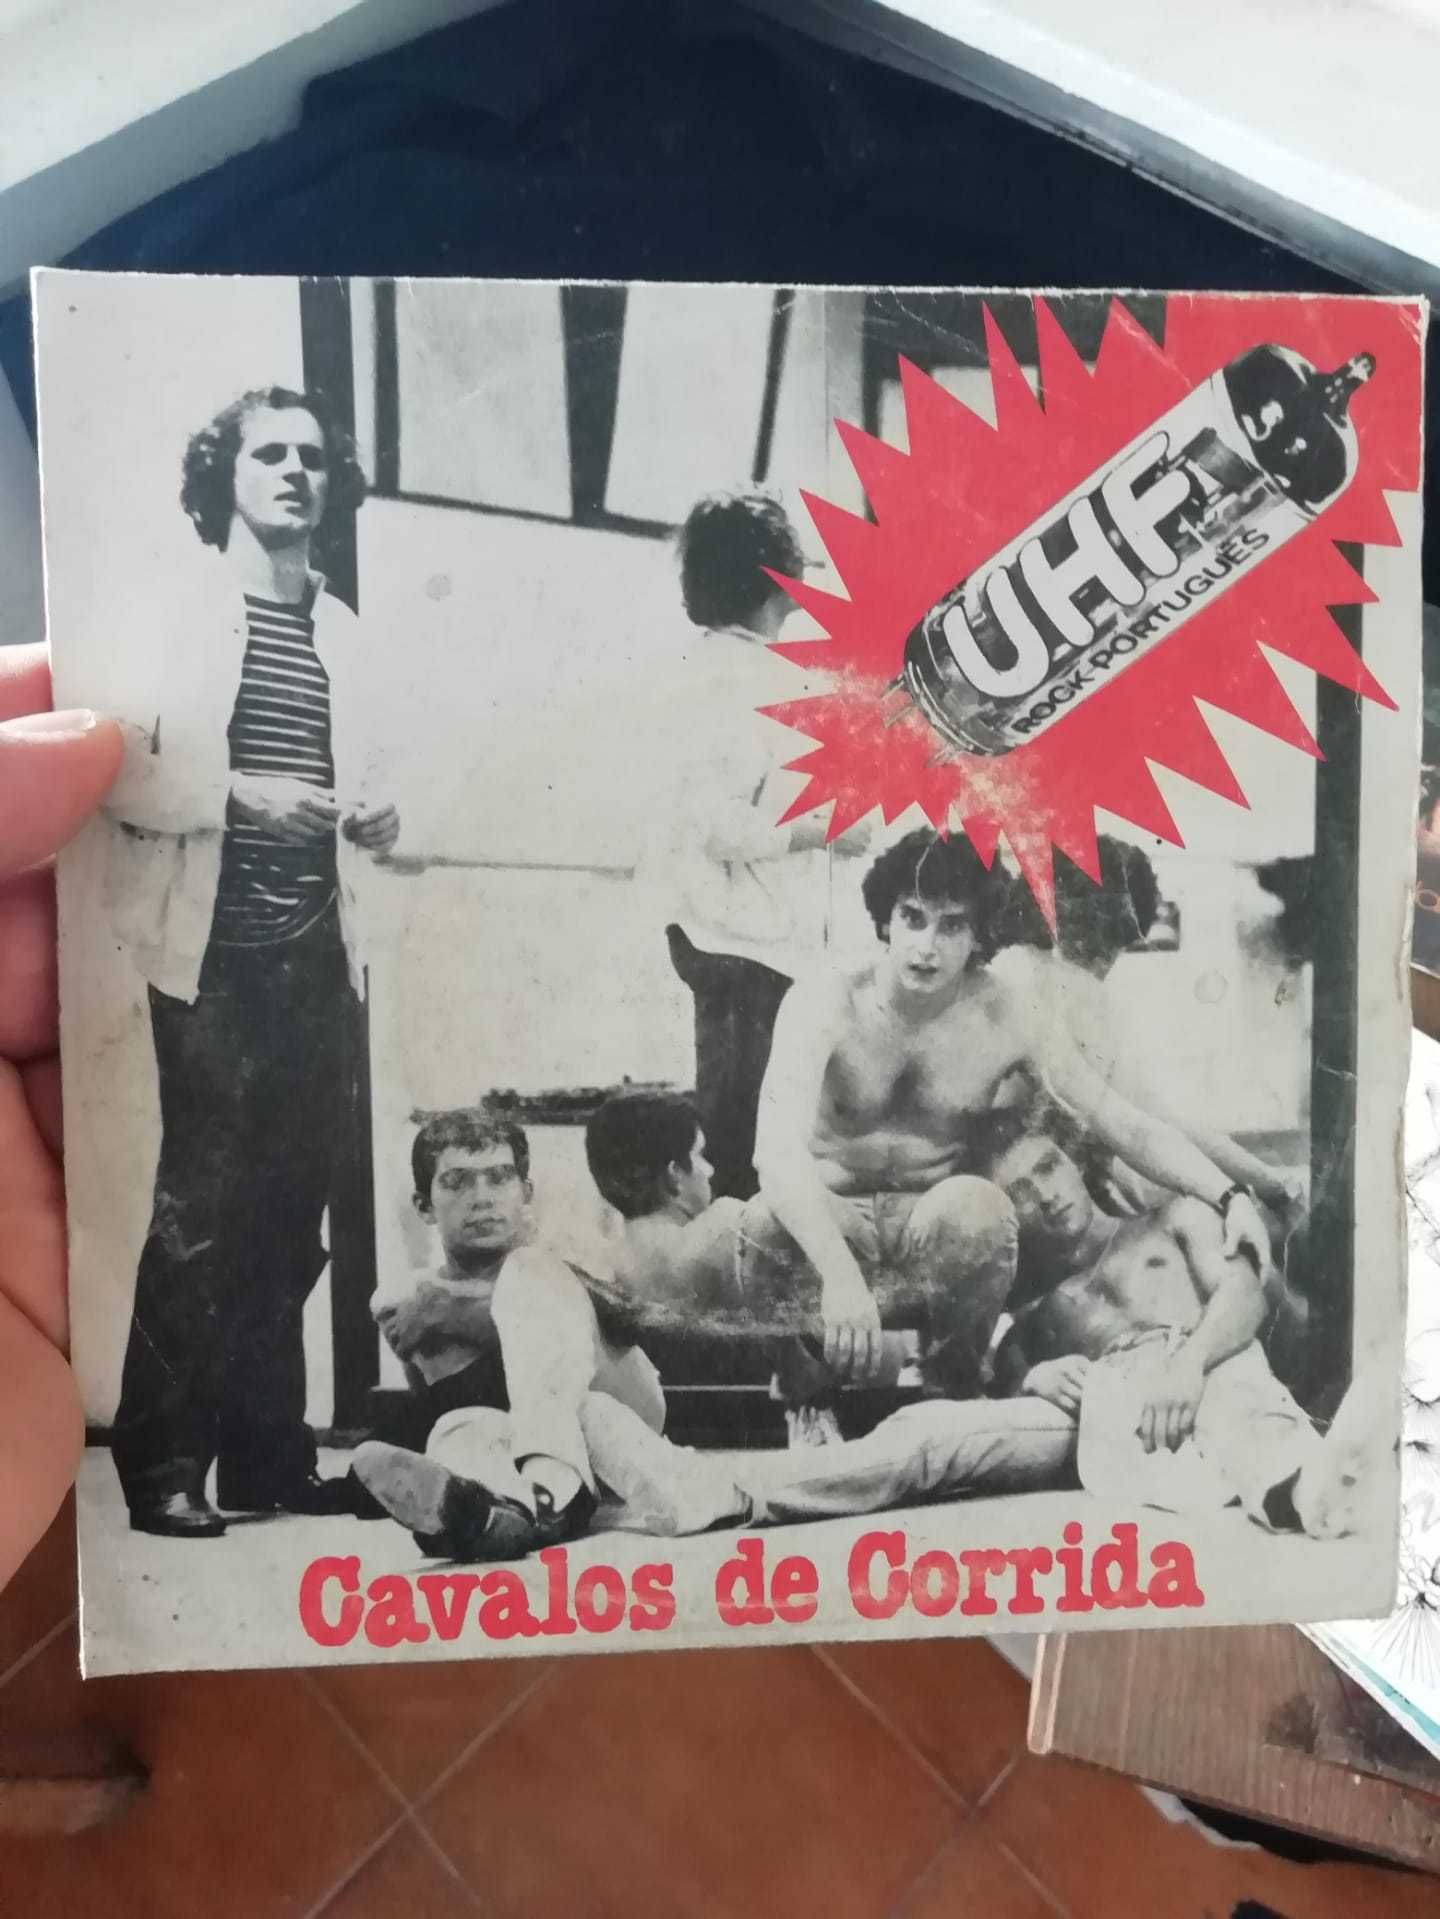 UHF
ROCK-PORTUGUÊS
Cavalos de Corrida